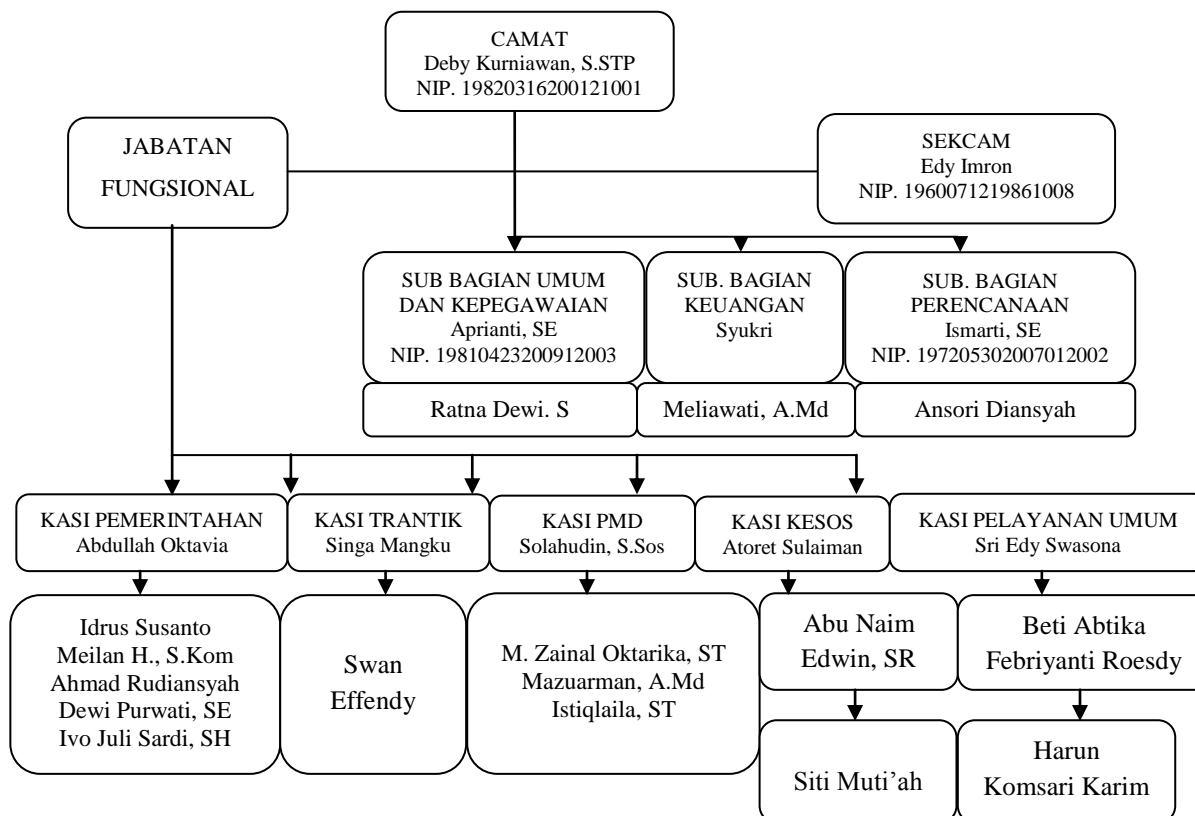 CAMAT
Deby Kurniawan, S.STP
NIP. 19820316200121001
JABATAN
FUNGSIONAL
SEKCAM
Edy Imron
NIP. 1960071219861008
SUB BAGIAN UMUM
DAN KEPEGAWAIAN
Aprianti, SE
NIP. 198104232009122003
SUB. BAGIAN
KEUANGAN
Syukri
SUB. BAGIAN
PERENCANAAN
Ismarti, SE
NIP. 197205302007012002
Ratna Dewi. S
Meliawati, A.Md
Ansori Diansyah
KASI PEMERINTAHAN
Abdullah Oktavia
KASI TRANTIK
Singa Mangku
KASI PMD
Solahudin, S.Sos
KASI KESOS
Atoret Sulaiman
KASI PELAYANAN UMUM
Sri Edy Swasona
Idrus Susanto
Meilan H., S.Kom
Ahmad Rudiansyah
Dewi Purwati, SE
Ivo Juli Sardi, SH
Swan
Effendy
M. Zainal Oktarika, ST
Mazuarman, A.Md
Istiqlaila, ST
Abu Naim
Edwin, SR
Beti Abtika
Febriyanti Roesdy
Siti Muti’ah
Harun
Komsari Karim